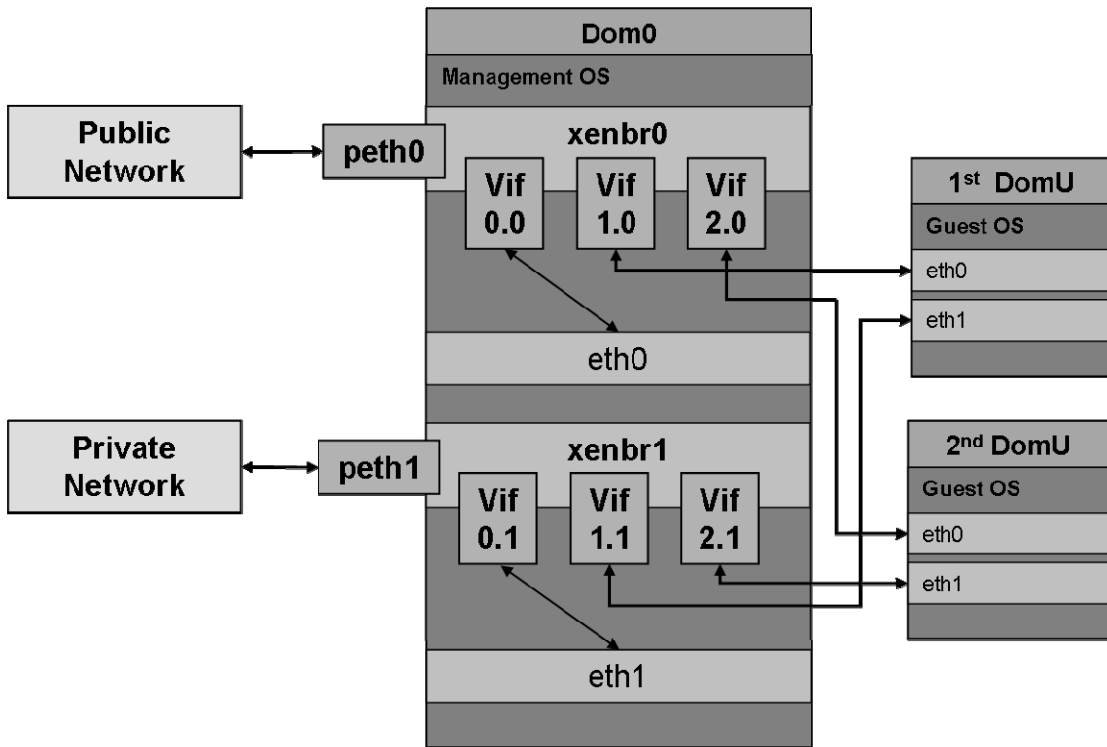 Dom0
Management OS
Public
Network
peth0
xenbr0
Vif
0.0
Vif
1.0
Vif
2.0
eth0
Private
Network
peth1
xenbr1
Vif
0.1
Vif
1.1
Vif
2.1
eth1
1st DomU
Guest OS
eth0
eth1
2nd DomU
Guest OS
eth0
eth1